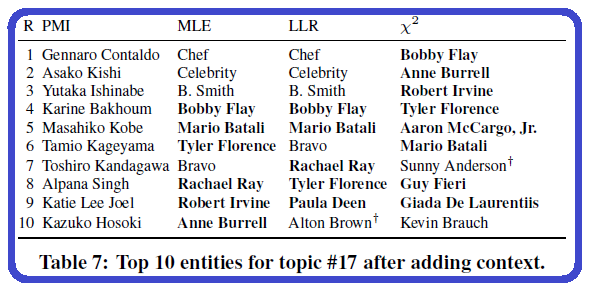 R PMI MLE LLR χ²
1 Gennaro Contaldo Chef Chef Bobby Flay
2 Asako Kishi Celebrity Celebrity Anne Burrell
3 Yutaka Ishinabe B. Smith B. Smith Robert Irvine
4 Karine Bakhoum Bobby Flay Bobby Flay Tyler Florence
5 Masahiko Kobe Mario Batali Mario Batali Aaron McCargo, Jr.
6 Tamio Kageyama Tyler Florence Bravo Mario Batali
7 Toshiro Kandagawa Bravo Rachael Ray Sunny Anderson†
8 Alpana Singh Rachael Ray Tyler Florence Guy Fieri
9 Katie Lee Joel Robert Irvine Paula Deen Giada De Laurentiis
10 Kazuko Hosoki Anne Burrell Alton Brown† Kevin Brauch
Table 7: Top 10 entities for topic #17 after adding context.